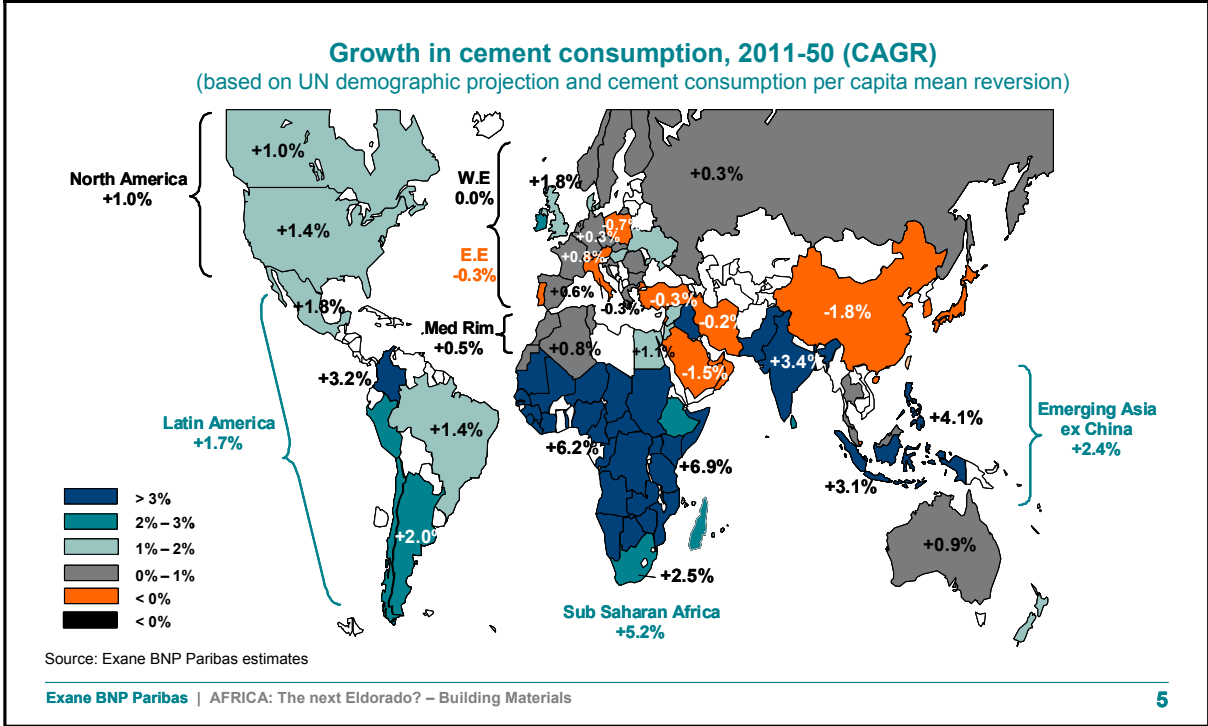 Growth in cement consumption, 2011-50 (CAGR)
(based on UN demographic projection and cement consumption per capita mean reversion)
North America
+1.0%
+1.0%
+1.4%
+1.8%
W.E
0.0%
E.E
-0.3%
Med Rim
+0.5%
+1.8%
+0.3%
-0.7%
+0.3%
+0.8%
+0.6%
-0.3%
-0.3%
-0.2%
-1.8%
+0.8%
+1.1%
-1.5%
+3.4%
+3.2%
Latin America
+1.7%
+1.4%
+2.0%
+6.2%
+6.9%
+2.5%
Sub Saharan Africa
+5.2%
+4.1%
+3.1%
Emerging Asia
ex China
+2.4%
+0.9%
> 3%
2% – 3%
1% – 2%
0% – 1%
< 0%
< 0%
Source: Exane BNP Paribas estimates
Exane BNP Paribas | AFRICA: The next Eldorado? – Building Materials
5